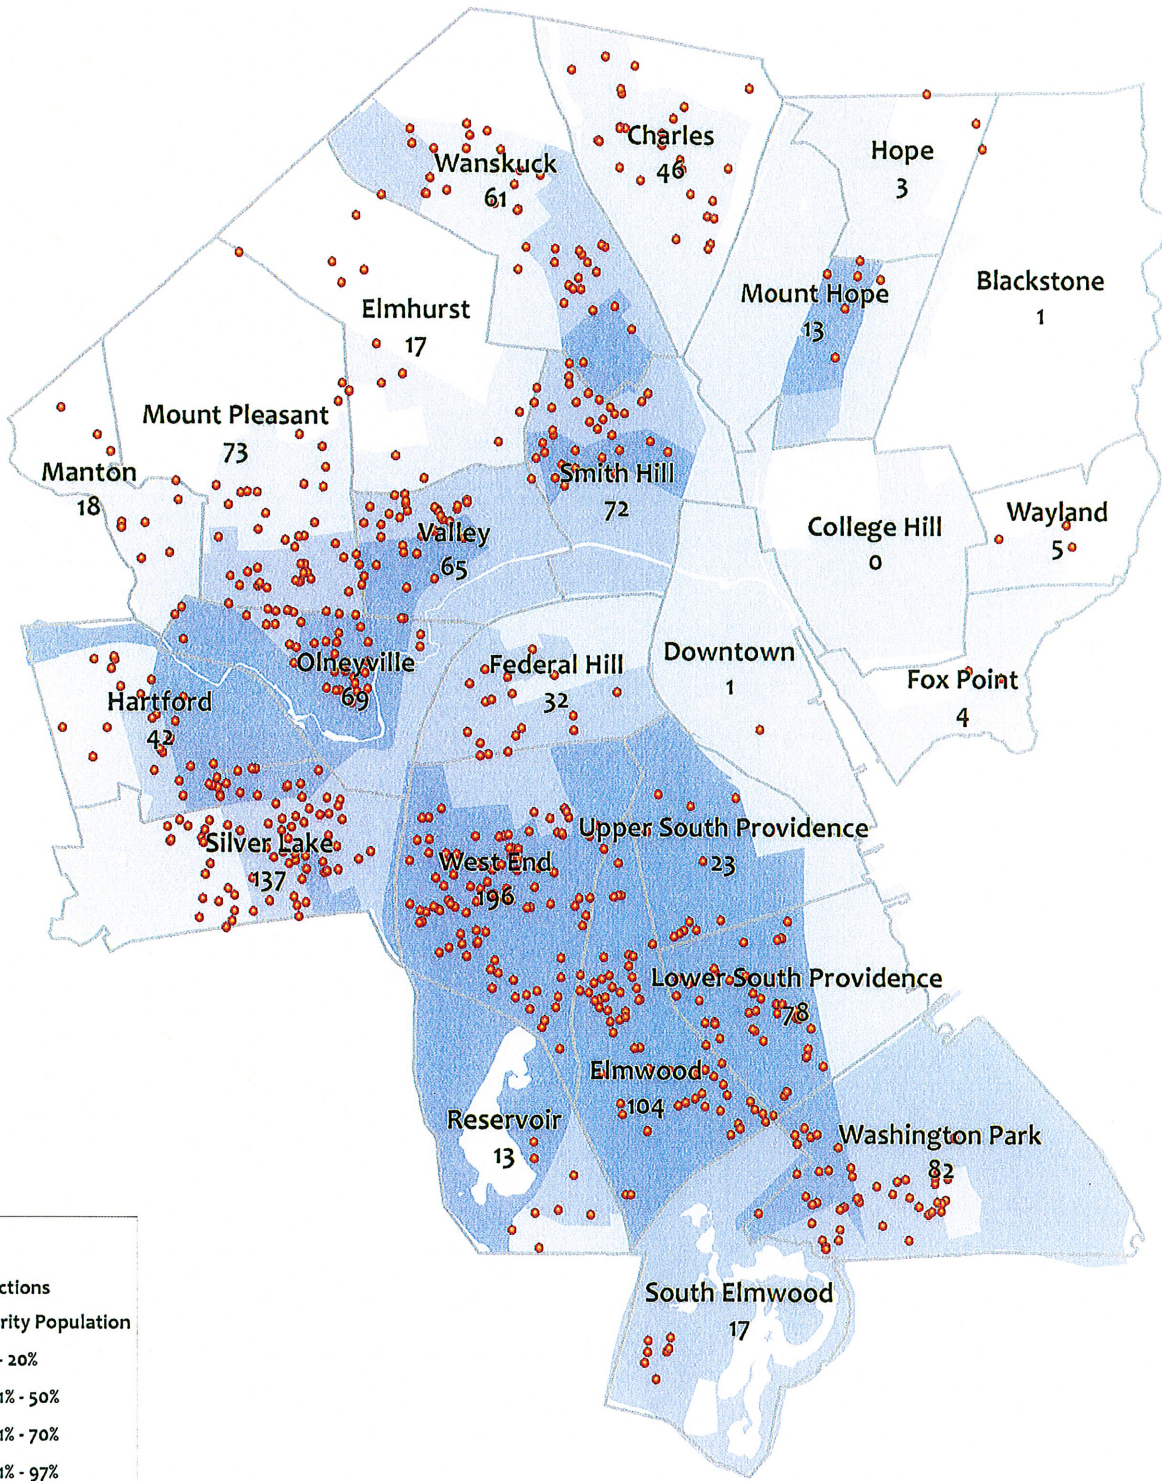 Charles
46
Wanskuck
61
Hope
3
Mount Hope
13
Blackstone
1
Elmhurst
17
Mount Pleasant
73
Manton
18
Smith Hill
72
Valley
65
College Hill
0
Wayland
5
Olneyville
69
Federal Hill
32
Downtown
1
Fox Point
4
Hartford
42
Silver Lake
137
West End
196
Upper South Providence
23
Lower South Providence
78
Elmwood
104
Reservoir
13
Washington Park
82
South Elmwood
17
ctions
rity Population
- 20%
1% - 50%
1% - 70%
1% - 97%